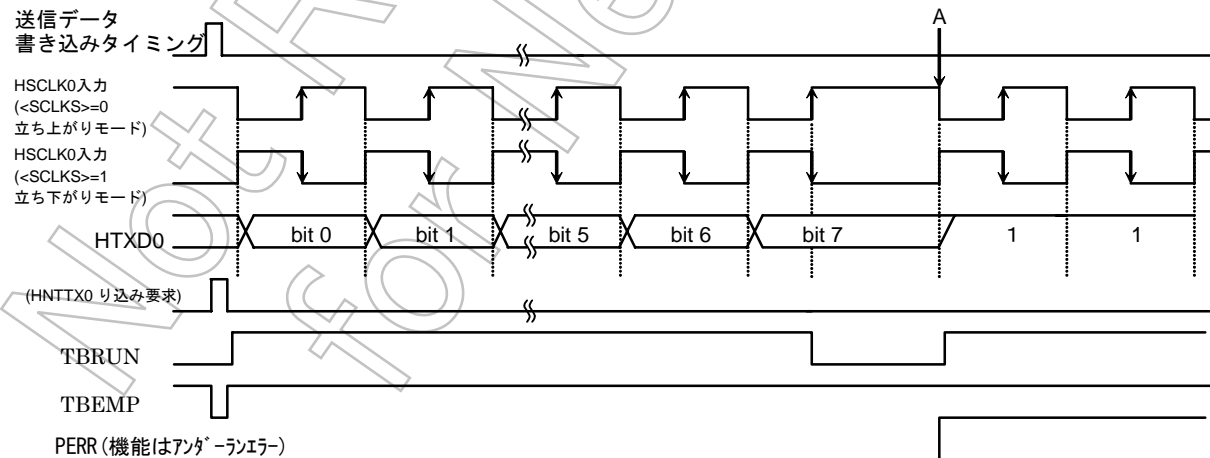 送信データ
書き込みタイミング
A
HSCLK0入力
(<SCLKS>=0
立ち上がりモード)
HSCLK0入力
(<SCLKS>=1
立ち下がりモード)
HTXD0
bit 0
bit 1
bit 5
bit 6
bit 7
1
1
(HNTTX0 り込み要求)
TBRUN
TBEMP
PERR (機能はｱﾝﾀﾞｰﾗﾝｴﾗｰ)